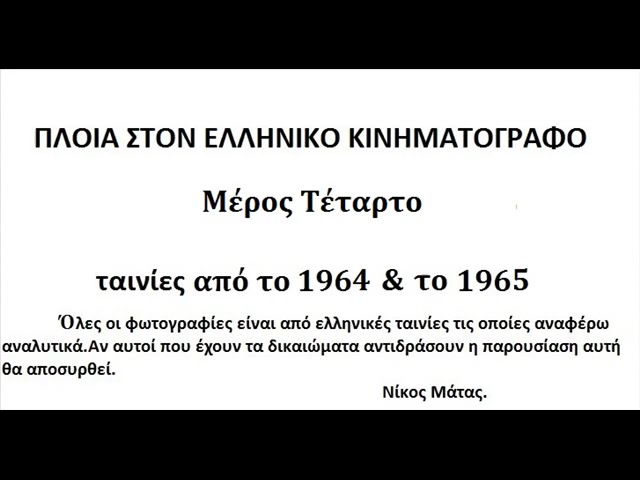 ΠΛΟΙΑ ΣΤΟΝ ΕΛΛΗΝΙΚΟ ΚΙΝΗΜΑΤΟΓΡΑΦΟ
Μέρος Τέταρτο
ταινίες από το 1964 & το 1965
Όλες οι φωτογραφίες είναι από ελληνικές ταινίες τις οποίες αναφέρω
αναλυτικά.Αν αυτοί που έχουν τα δικαιώματα αντιδράσουν η παρουσίαση αυτή
θα αποσυρθεί.
Νίκος Μάτας.